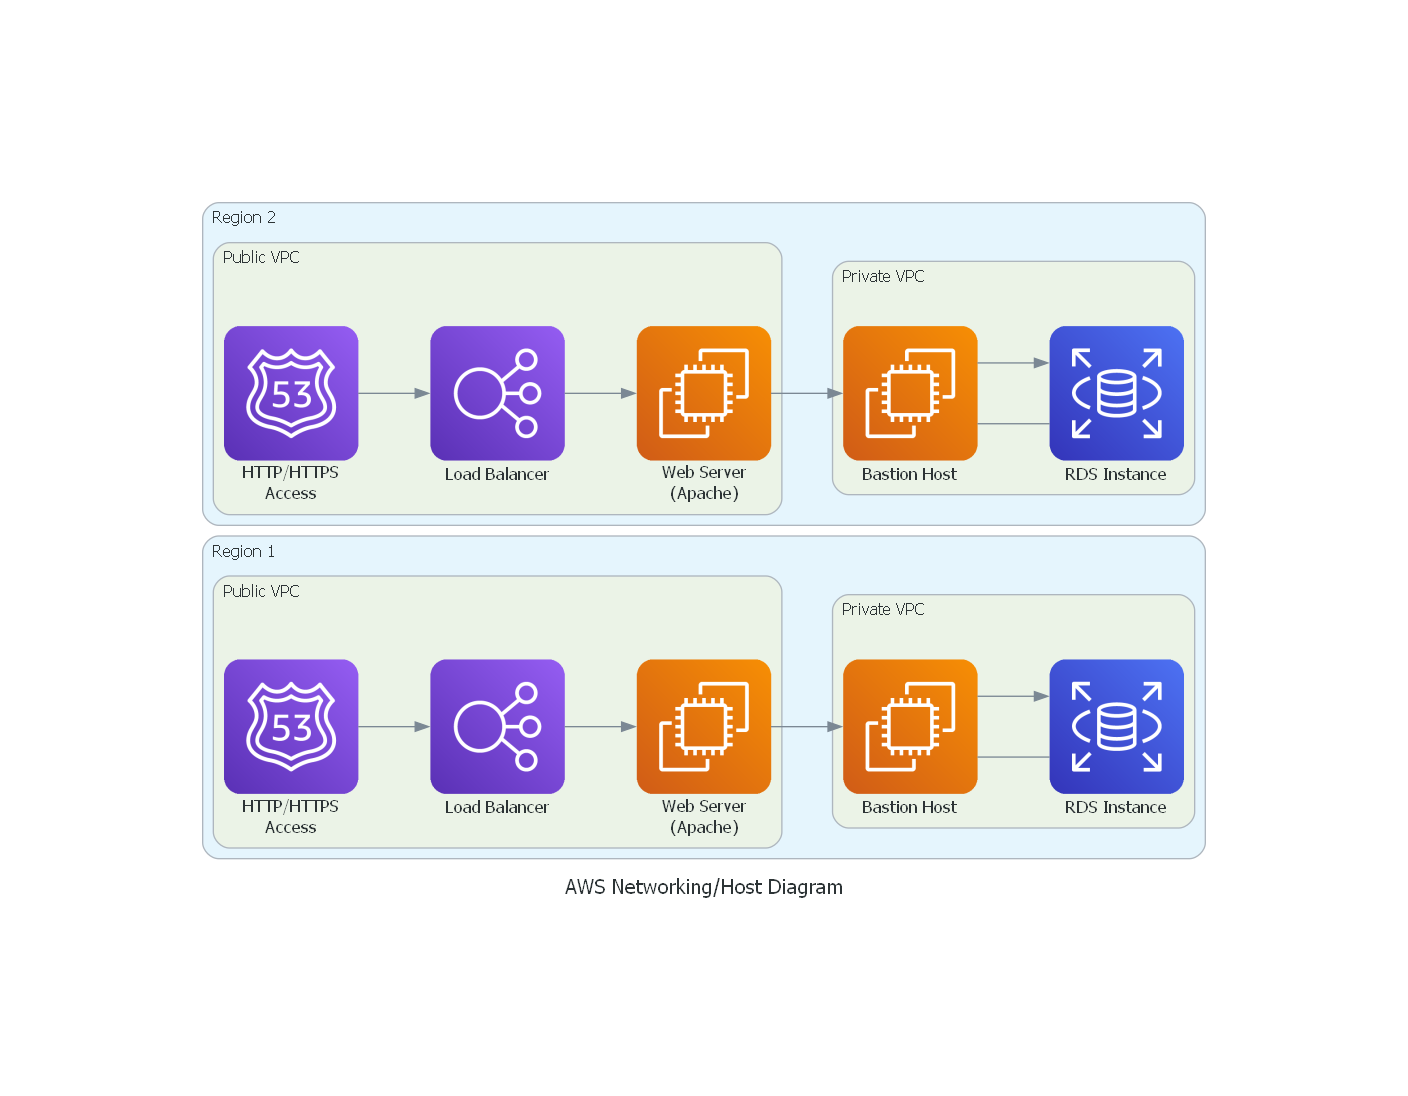 Region 2
Public VPC
Private VPC
53
HTTP/HTTPS
Access
Load Balancer
Web Server
(Apache)
Bastion Host
RDS Instance
Region 1
Public VPC
Private VPC
53
HTTP/HTTPS
Access
Load Balancer
Web Server
(Apache)
Bastion Host
RDS Instance
AWS Networking/Host Diagram